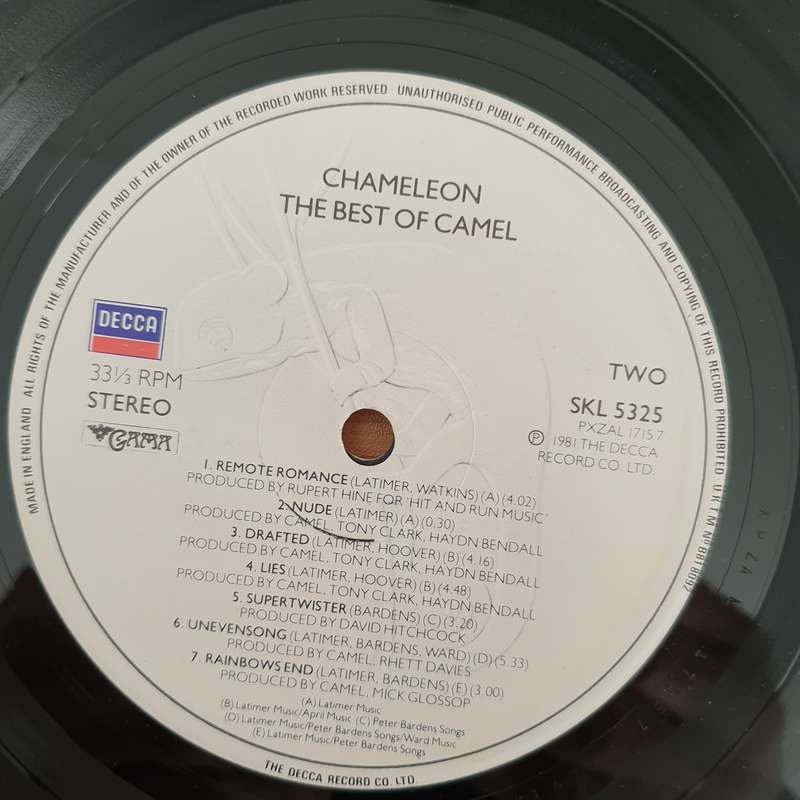 ALL RIGHTS OF THE MANUFACTURER AND OF THE OWNER OF THE RECORDED WORK RESERVED · UNAUTHORISED PUBLIC PERFORMANCE BROADCASTING AND COPYING OF THIS RECORD PROHIBITED U.K.T.M Nº 881 8092
MADE IN ENGLAND
CHAMELEON
THE BEST OF CAMEL
DECCA
33⅓ RPM
STEREO
GAMA
TWO
SKL 5325
PXZAL 1715 7
℗ 1981 THE DECCA
RECORD CO. LTD.
1. REMOTE ROMANCE (LATIMER, WATKINS) (A) (4.02)
PRODUCED BY RUPERT HINE FOR 'HIT AND RUN MUSIC'
2. NUDE (LATIMER) (A) (0.30)
PRODUCED BY CAMEL, TONY CLARK, HAYDN BENDALL
3. DRAFTED (LATIMER, HOOVER) (B) (4.16)
PRODUCED BY CAMEL, TONY CLARK, HAYDN BENDALL
4. LIES (LATIMER, HOOVER) (B) (4.48)
PRODUCED BY CAMEL, TONY CLARK, HAYDN BENDALL
5. SUPERTWISTER (BARDENS) (C) (3.20)
PRODUCED BY DAVID HITCHCOCK
6. UNEVENSONG (LATIMER, BARDENS, WARD) (D) (5.33)
PRODUCED BY CAMEL, RHETT DAVIES
7. RAINBOWS END (LATIMER, BARDENS) (E) (3.00)
PRODUCED BY CAMEL, MICK GLOSSOP
(A) Latimer Music
(B) Latimer Music/April Music (C) Peter Bardens Songs
(D) Latimer Music/Peter Bardens Songs/Ward Music
(E) Latimer Music/Peter Bardens Songs
THE DECCA RECORD CO. LTD.